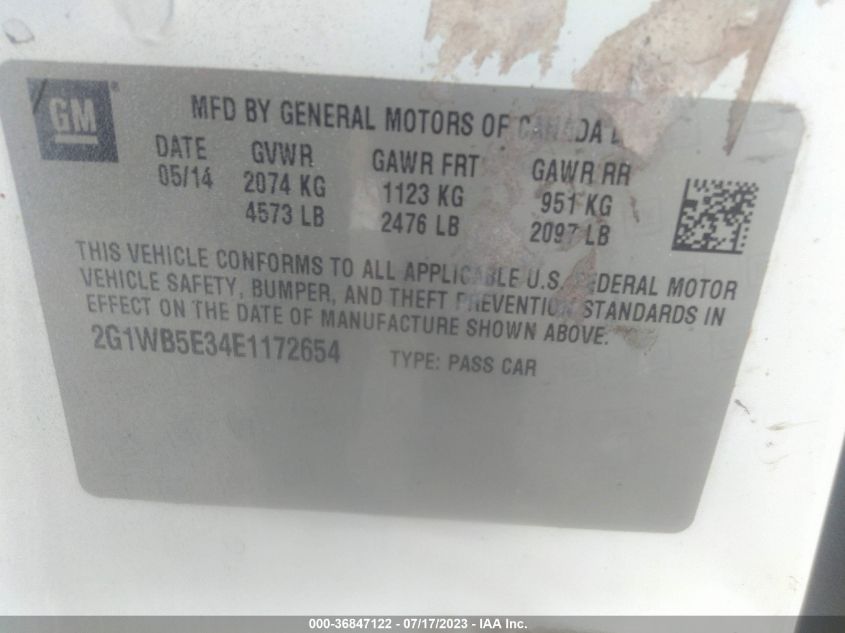 GM
MFD BY GENERAL MOTORS OF CANADA
DATE GVWR GAWR FRT GAWR RR
05/14 2074 KG 1123 KG 951 KG
4573 LB 2476 LB 2097 LB
THIS VEHICLE CONFORMS TO ALL APPLICABLE U.S. FEDERAL MOTOR
VEHICLE SAFETY, BUMPER, AND THEFT PREVENTION STANDARDS IN
EFFECT ON THE DATE OF MANUFACTURE SHOWN ABOVE.
2G1WB5E34E1172654 TYPE: PASS CAR
000-36847122 - 07/17/2023 - IAA Inc.